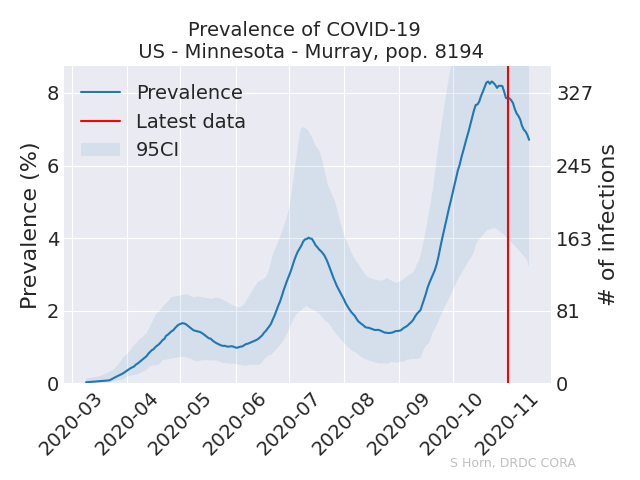 Prevalence of COVID-19
US - Minnesota - Murray, pop. 8194
Prevalence
Latest data
95CI
Prevalence (%)
8
6
4
2
0
327
245
163
81
0
# of infections
2020-03
2020-04
2020-05
2020-06
2020-07
2020-08
2020-09
2020-10
2020-11
S Horn, DRDC CORA